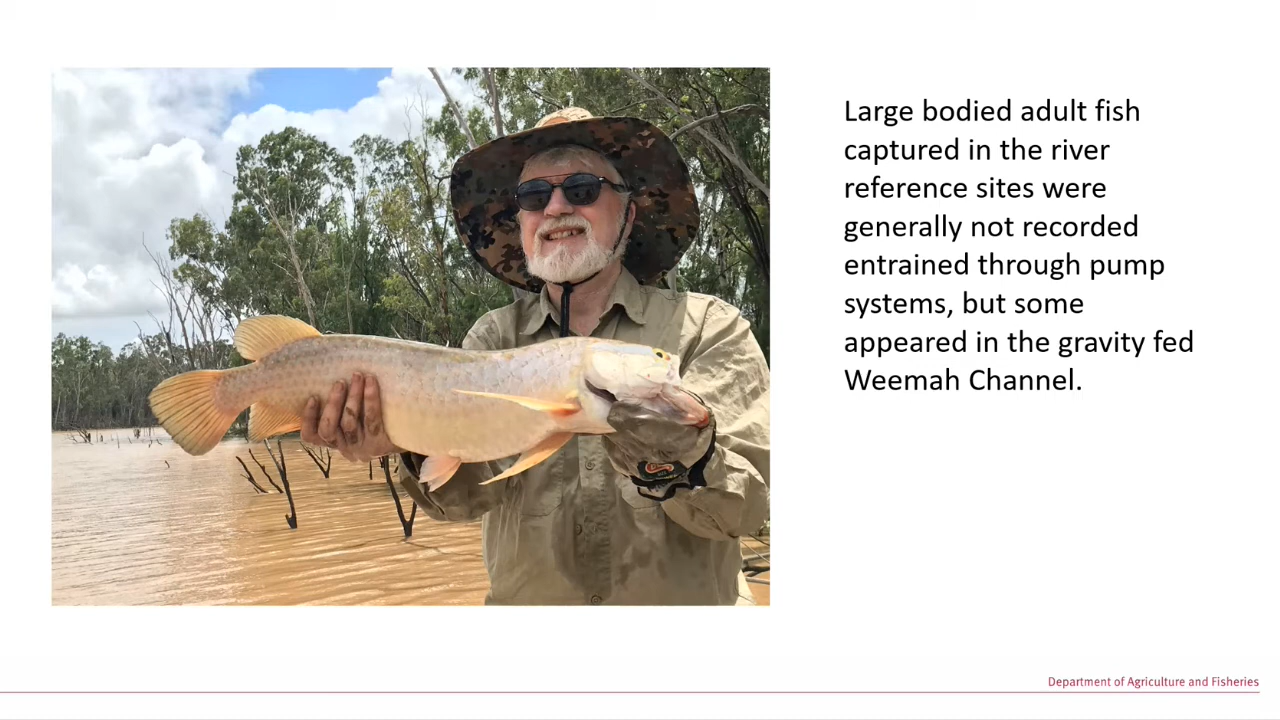 Large bodied adult fish
captured in the river
reference sites were
generally not recorded
entrained through pump
systems, but some
appeared in the gravity fed
Weemah Channel.
Department of Agriculture and Fisheries